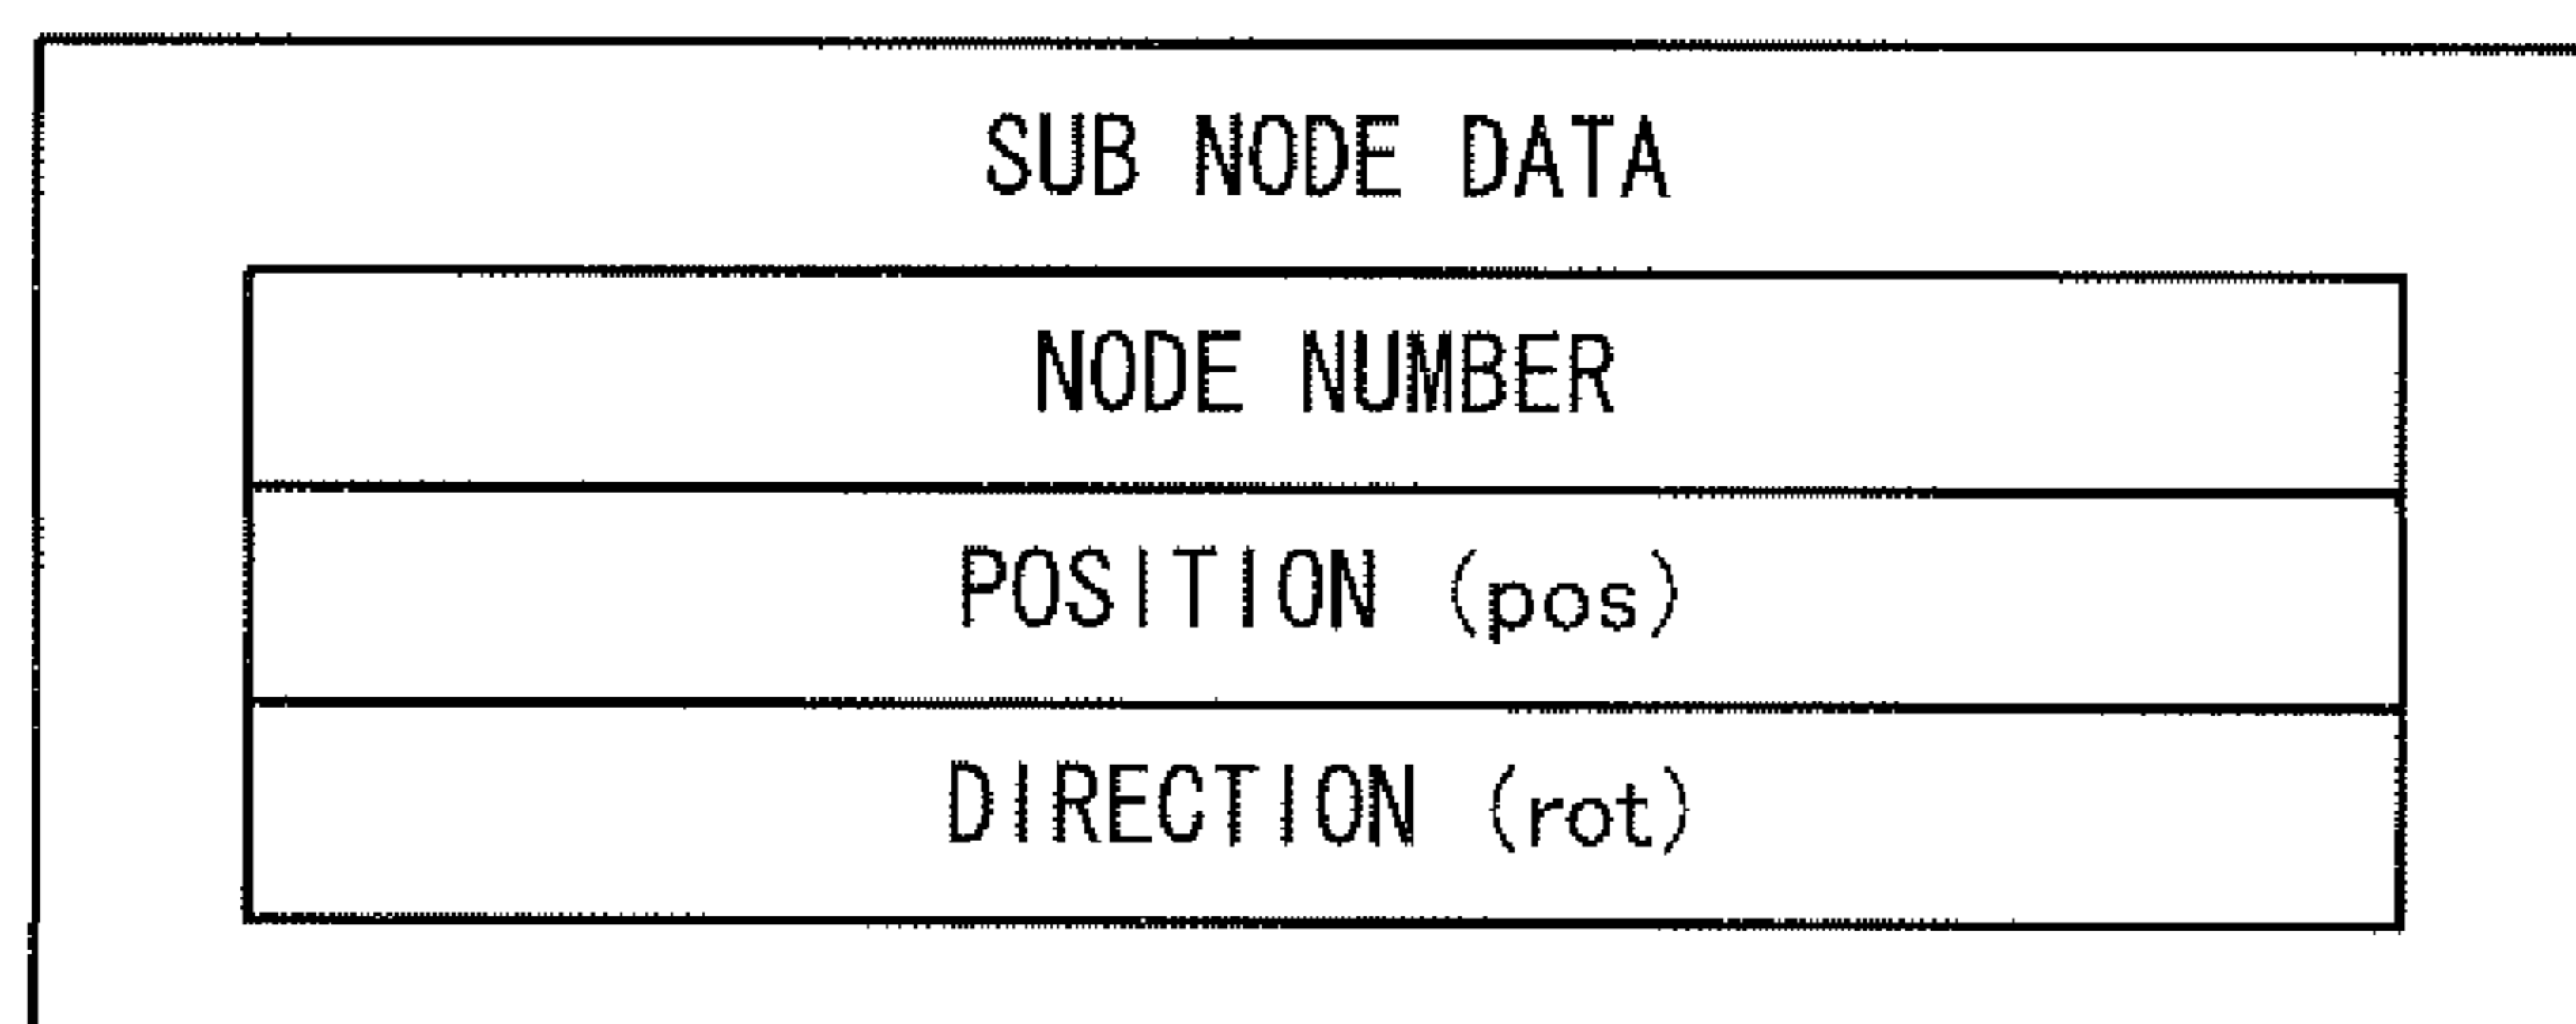 SUB NODE DATA
NODE NUMBER
POSITION (pos)
DIRECTION (rot)